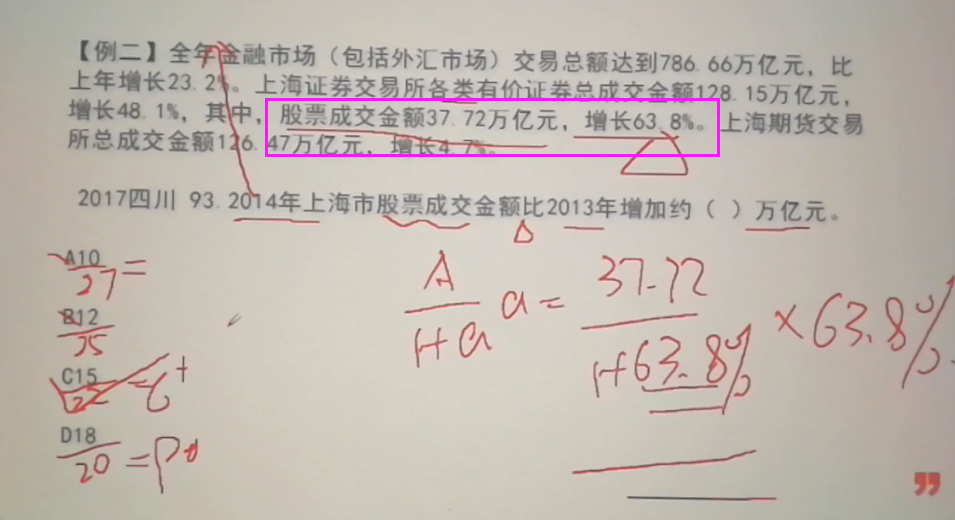 【例二】全年金融市场（包括外汇市场）交易总额达到786.66万亿元，比
上年增长23.2%。上海证券交易所各类有价证券总成交金额128.15万亿元，
增长48.1%，其中，股票成交金额37.72万亿元，增长63.8%。上海期货交易
所总成交金额126.47万亿元，增长4.7%。
2017四川 93.2014年上海市股票成交金额比2013年增加约（ ）万亿元。
A10
27 =
B12
25
C15
22 = 6+
D18
20 =
A
1+a
a =
37.72
1+63.8%
×63.8%